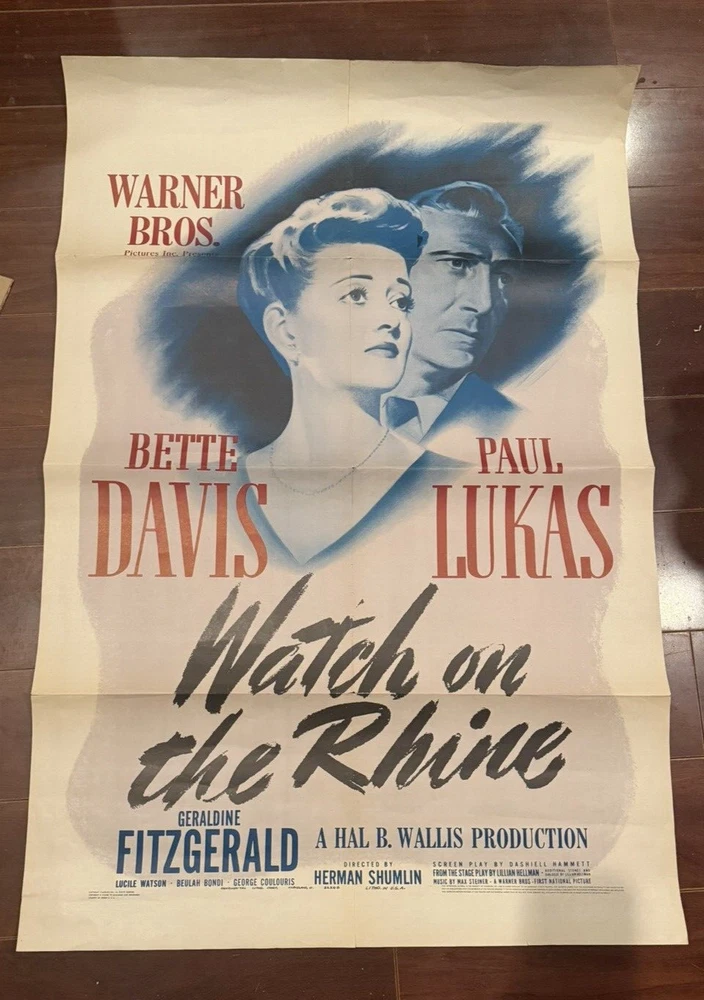 WARNER
BROS.
Pictures Inc.
BETTE
DAVIS
PAUL
LUKAS
Watch on
the Rhine
GERALDINE
FITZGERALD
LUCILE WATSON - BEULAH BONDI - GEORGE COULOURIS
A HAL B. WALLIS PRODUCTION
DIRECTED BY
HERMAN SHUMLIN
SCREEN PLAY BY DASHIELL HAMMETT
FROM THE STAGE PLAY BY LILLIAN HELLMAN -
MUSIC BY MAX STEINER - A WARNER BROS.-FIRST NATIONAL PICTURE